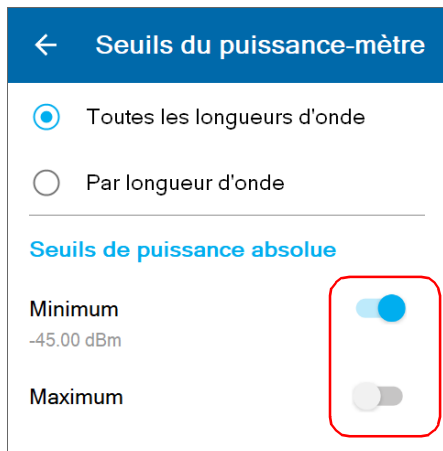 Seuils du puissance-mètre
Toutes les longueurs d'onde
Par longueur d'onde
Seuils de puissance absolue
Minimum
-45.00 dBm
Maximum